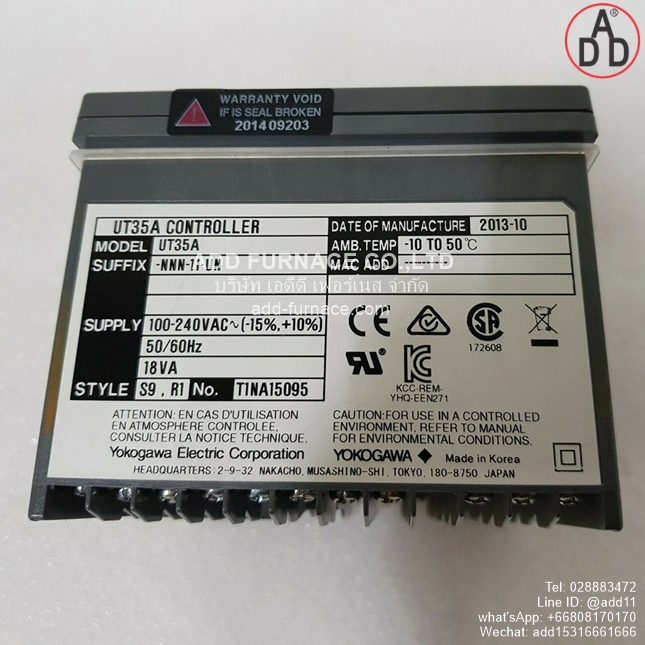 ADD
WARRANTY VOID
IF IS SEAL BROKEN
201409203
UT35A CONTROLLER
DATE OF MANUFACTURE 2013-10
MODEL UT35A
AMB.TEMP -10 TO 50℃
SUFFIX
MAC ADD
ADD FURNACE CO.,LTD
บริษัท เอดีดี เฟอร์เนส จำกัด
add-furnace.com
SUPPLY 100-240VAC~(-15%,+10%)
50/60Hz
18VA
CE
SA
172608
RU
KC
KCC-REM-
YHQ-EEN271
STYLE S9 , R1 No. T1NA15095
ATTENTION: EN CAS D'UTILISATION
EN ATMOSPHERE CONTROLEE,
CONSULTER LA NOTICE TECHNIQUE.
CAUTION:FOR USE IN A CONTROLLED
ENVIRONMENT, REFER TO MANUAL
FOR ENVIRONMENTAL CONDITIONS.
Yokogawa Electric Corporation YOKOGAWA ◆ Made in Korea
HEADQUARTERS: 2-9-32 NAKACHO, MUSASHINO-SHI, TOKYO, 180-8750 JAPAN
Tel: 028883472
Line ID: @add11
what'sApp: +66808170170
Wechat: add15316661666